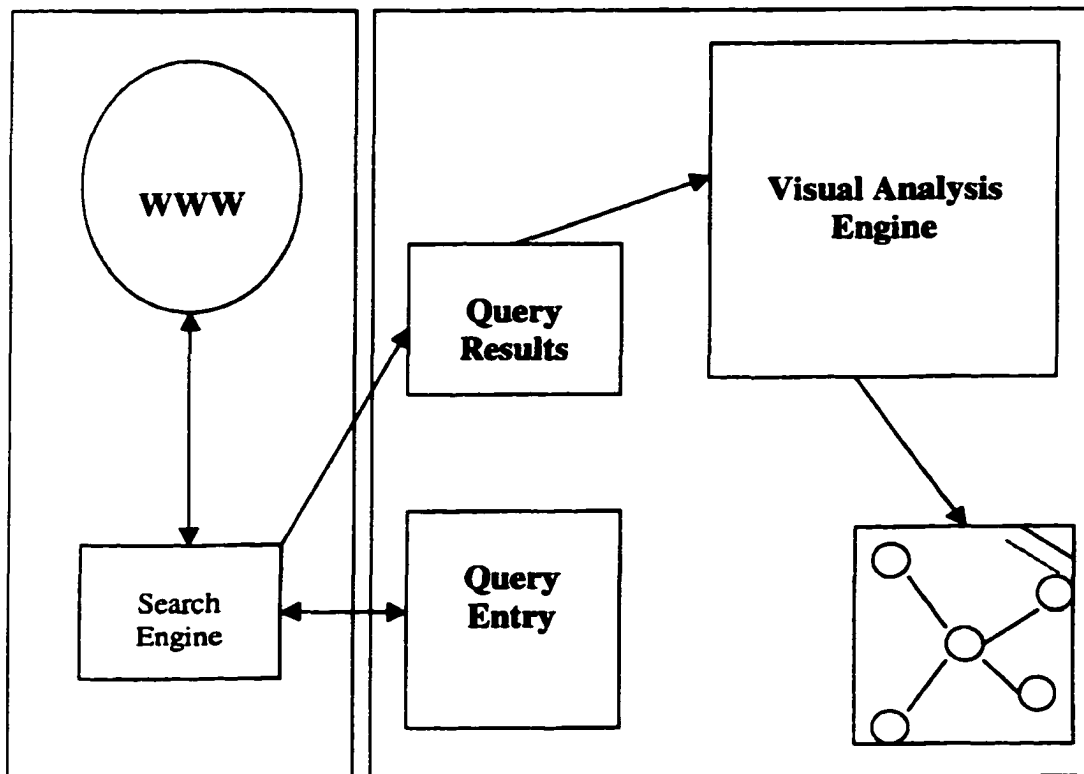 WWW
Visual Analysis
Engine
Query
Results
Query
Entry
Search
Engine